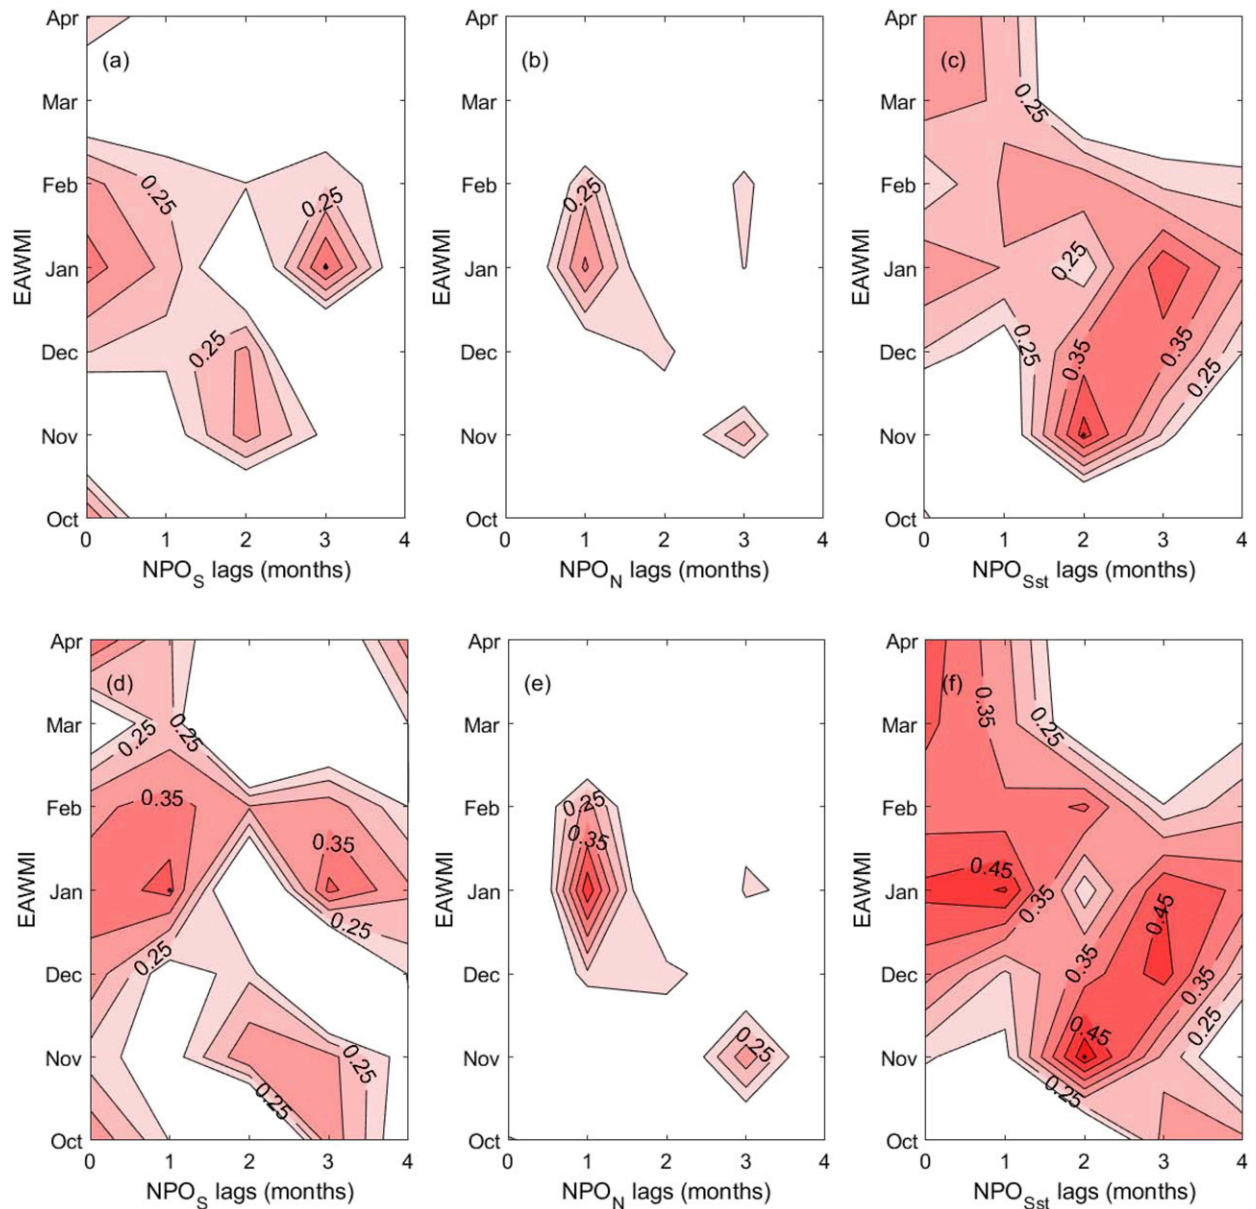 (a)
Apr
Mar
Feb
Jan
Dec
Nov
Oct
EAWMI
0.25
0.25
0.25
0 1 2 3 4
NPO_S lags (months)
(b)
Apr
Mar
Feb
Jan
Dec
Nov
Oct
EAWMI
0.25
0 1 2 3 4
NPO_N lags (months)
(c)
Apr
Mar
Feb
Jan
Dec
Nov
Oct
EAWMI
0.25
0.25
0.25
0.35
0.35
0.25
0 1 2 3 4
NPO_Sst lags (months)
(d)
Apr
Mar
Feb
Jan
Dec
Nov
Oct
EAWMI
0.25
0.25
0.35
0.35
0.25
0.25
0.25
0.25
0 1 2 3 4
NPO_S lags (months)
(e)
Apr
Mar
Feb
Jan
Dec
Nov
Oct
EAWMI
0.25
0.35
0.25
0 1 2 3 4
NPO_N lags (months)
(f)
Apr
Mar
Feb
Jan
Dec
Nov
Oct
EAWMI
0.35
0.25
0.45
0.35
0.45
0.35
0.35
0.25
0.45
0.25
0 1 2 3 4
NPO_Sst lags (months)